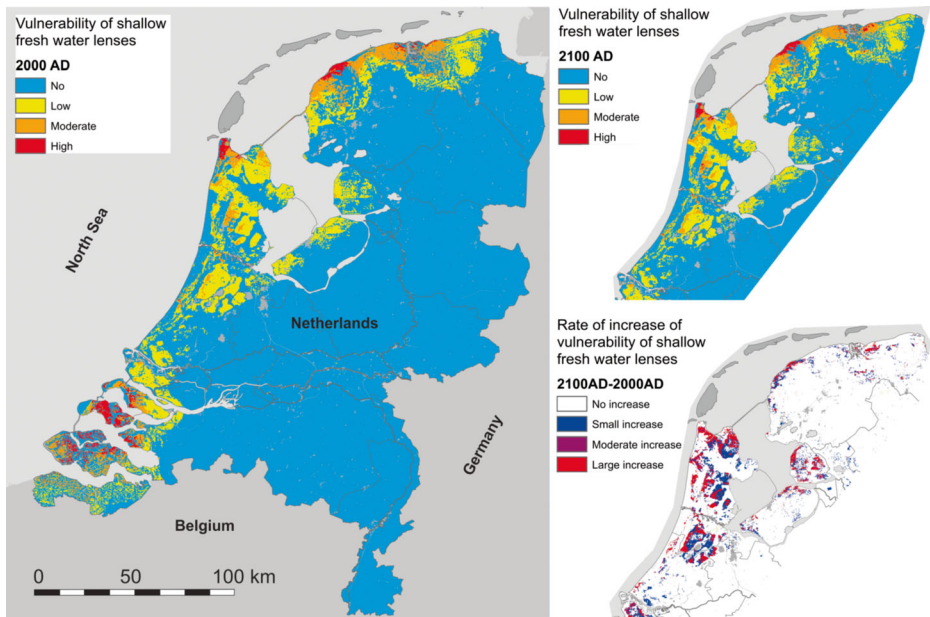 Vulnerability of shallow
fresh water lenses
2000 AD
No
Low
Moderate
High
North Sea
Netherlands
Germany
Belgium
0 50 100 km
Vulnerability of shallow
fresh water lenses
2100 AD
No
Low
Moderate
High
Rate of increase of
vulnerability of shallow
fresh water lenses
2100AD-2000AD
No increase
Small increase
Moderate increase
Large increase